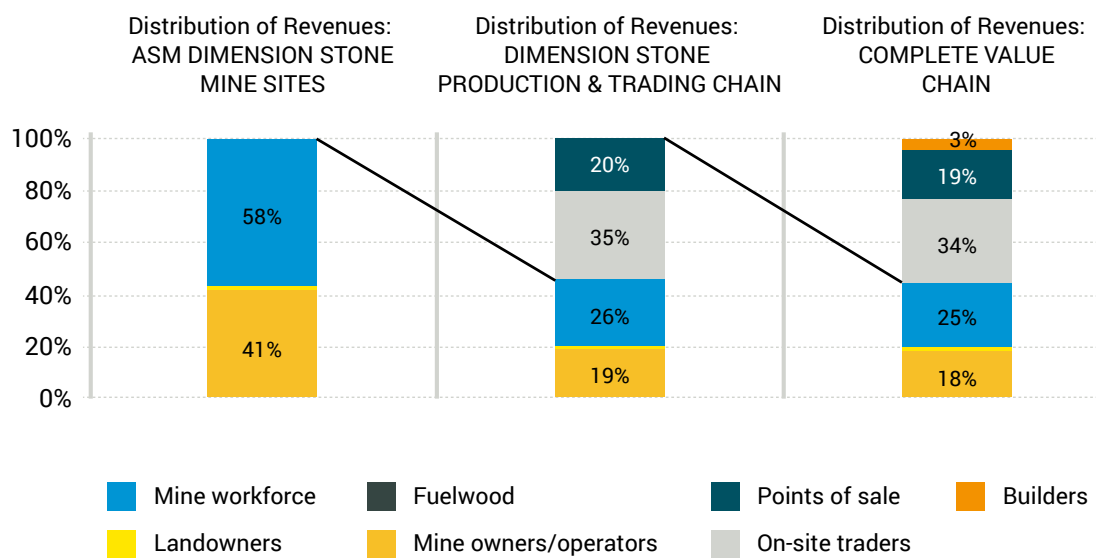 Distribution of Revenues:
ASM DIMENSION STONE
MINE SITES
Distribution of Revenues:
DIMENSION STONE
PRODUCTION & TRADING CHAIN
Distribution of Revenues:
COMPLETE VALUE
CHAIN
100%
80%
60%
40%
20%
0%
58%
41%
20%
35%
26%
19%
3%
19%
34%
25%
18%
Mine workforce
Fuelwood
Points of sale
Builders
Landowners
Mine owners/operators
On-site traders